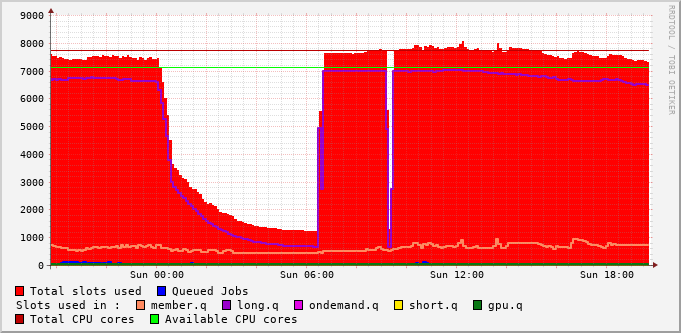 9000
8000
7000
6000
5000
4000
3000
2000
1000
0
Sun 00:00 Sun 06:00 Sun 12:00 Sun 18:00
RRDTOOL / TOBI OETIKER
Total slots used Queued Jobs
Slots used in : member.q long.q ondemand.q short.q gpu.q
Total CPU cores Available CPU cores